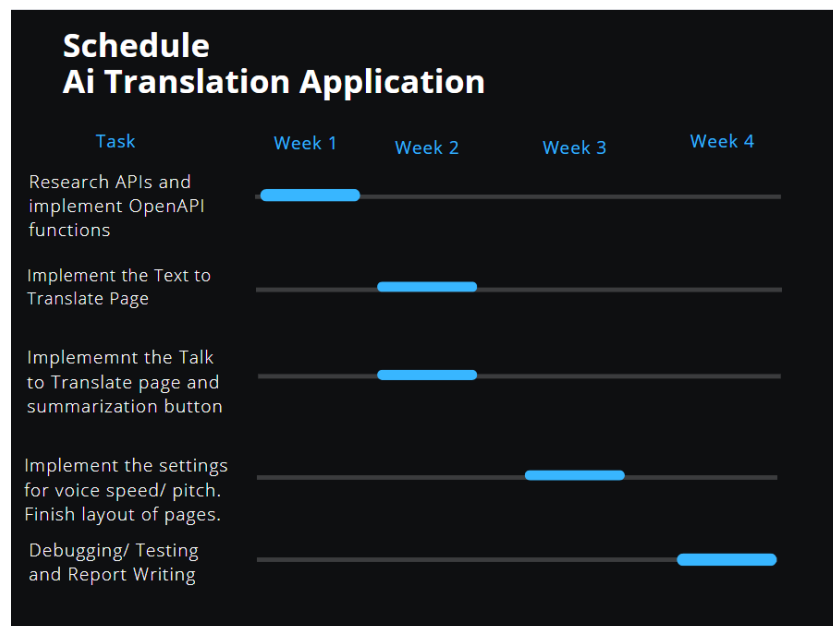 Schedule
Ai Translation Application
Task
Week 1
Week 2
Week 3
Week 4
Research APIs and
implement OpenAPI
functions
Implement the Text to
Translate Page
Implememnt the Talk
to Translate page and
summarization button
Implement the settings
for voice speed/ pitch.
Finish layout of pages.
Debugging/ Testing
and Report Writing